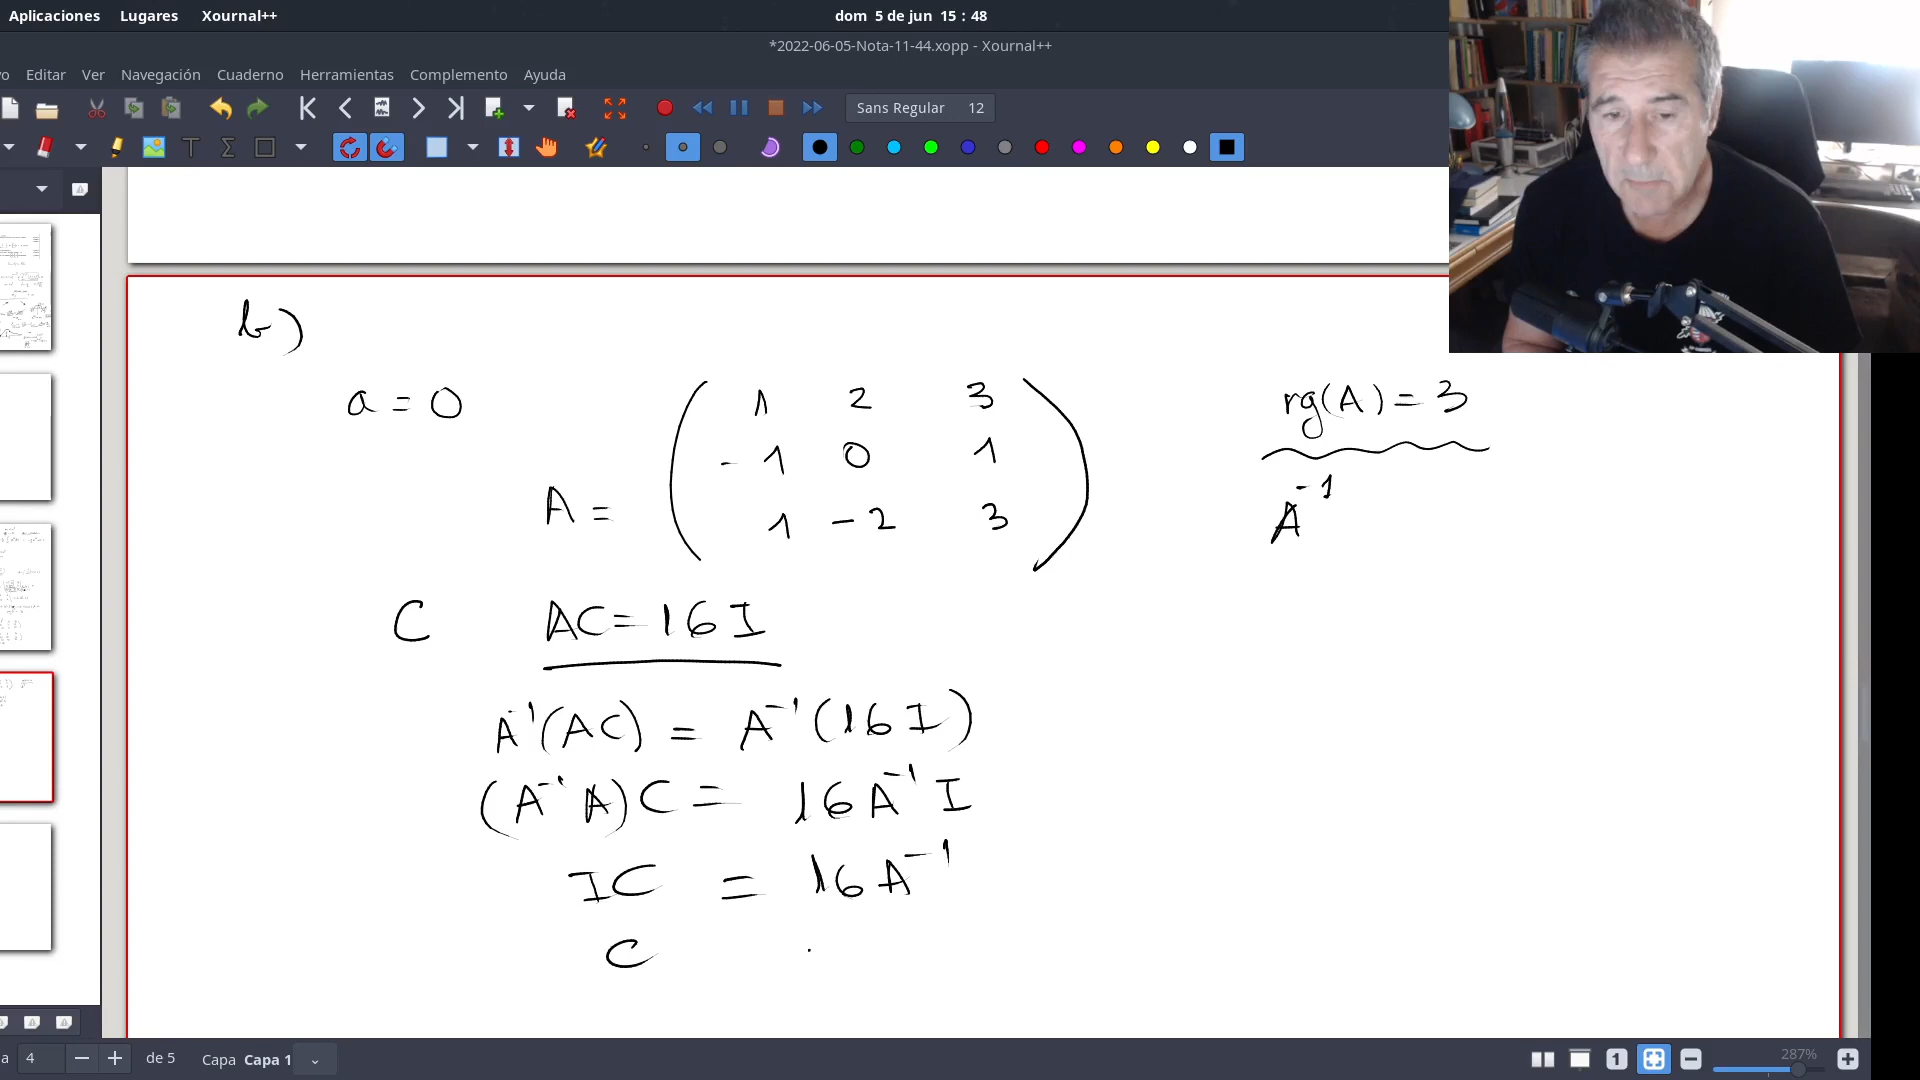 Aplicaciones Lugares Xournal++ dom 5 de jun 15 : 48
*2022-06-05-Nota-11-44.xopp - Xournal++
vo Editar Ver Navegación Cuaderno Herramientas Complemento Ayuda
Sans Regular 12
b)
a = 0
1 2 3
-1 0 1
1 -2 3
A =
rg(A) = 3
A⁻¹
C AC = 16 I
A⁻¹(AC) = A⁻¹(16 I)
(A⁻¹A)C = 16 A⁻¹ I
IC = 16 A⁻¹
C
a 4 de 5 Capa Capa 1 1 287%